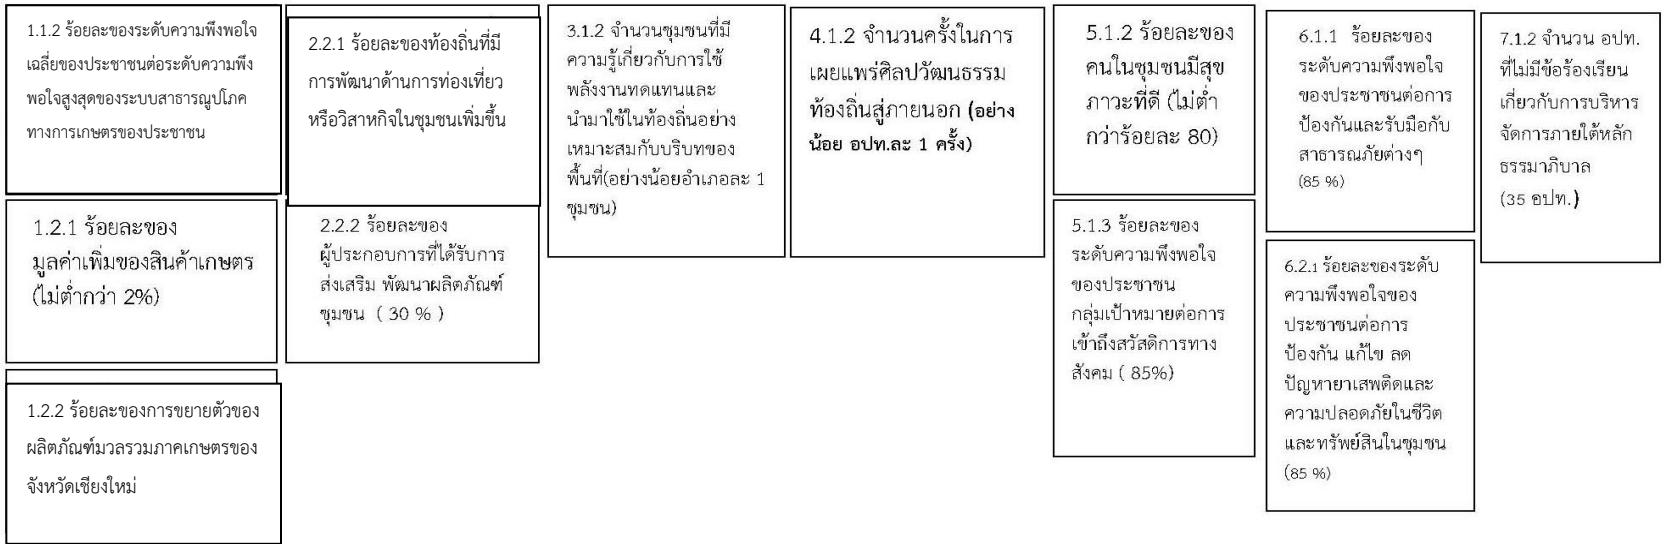 1.1.2 ร้อยละของระดับความพึงพอใจ
เฉลี่ยของประชาชนต่อระดับความพึง
พอใจสูงสุดของระบบสาธารณูปโภค
ทางการเกษตรของประชาชน
1.2.1 ร้อยละของ
มูลค่าเพิ่มของสินค้าเกษตร
(ไม่ต่ำกว่า 2%)
1.2.2 ร้อยละของการขยายตัวของ
ผลิตภัณฑ์มวลรวมภาคเกษตรของ
จังหวัดเชียงใหม่
2.2.1 ร้อยละของท้องถิ่นที่มี
การพัฒนาด้านการท่องเที่ยว
หรือวิสาหกิจในชุมชนเพิ่มขึ้น
2.2.2 ร้อยละของ
ผู้ประกอบการที่ได้รับการ
ส่งเสริม พัฒนาผลิตภัณฑ์
ชุมชน ( 30 % )
3.1.2 จำนวนชุมชนที่มี
ความรู้เกี่ยวกับการใช้
พลังงานทดแทนและ
นำมาใช้ในท้องถิ่นอย่าง
เหมาะสมกับบริบทของ
พื้นที่(อย่างน้อยอำเภอละ 1
ชุมชน)
4.1.2 จำนวนครั้งในการ
เผยแพร่ศิลปวัฒนธรรม
ท้องถิ่นสู่ภายนอก (อย่าง
น้อย อปท.ละ 1 ครั้ง)
5.1.2 ร้อยละของ
คนในชุมชนมีสุข
ภาวะที่ดี (ไม่ต่ำ
กว่าร้อยละ 80)
5.1.3 ร้อยละของ
ระดับความพึงพอใจ
ของประชาชน
กลุ่มเป้าหมายต่อการ
เข้าถึงสวัสดิการทาง
สังคม ( 85%)
6.1.1 ร้อยละของ
ระดับความพึงพอใจ
ของประชาชนต่อการ
ป้องกันและรับมือกับ
สาธารณภัยต่างๆ
(85 %)
6.2.1 ร้อยละของระดับ
ความพึงพอใจของ
ประชาชนต่อการ
ป้องกัน แก้ไข ลด
ปัญหายาเสพติดและ
ความปลอดภัยในชีวิต
และทรัพย์สินในชุมชน
(85 %)
7.1.2 จำนวน อปท.
ที่ไม่มีข้อร้องเรียน
เกี่ยวกับการบริหาร
จัดการภายใต้หลัก
ธรรมาภิบาล
(35 อปท.)